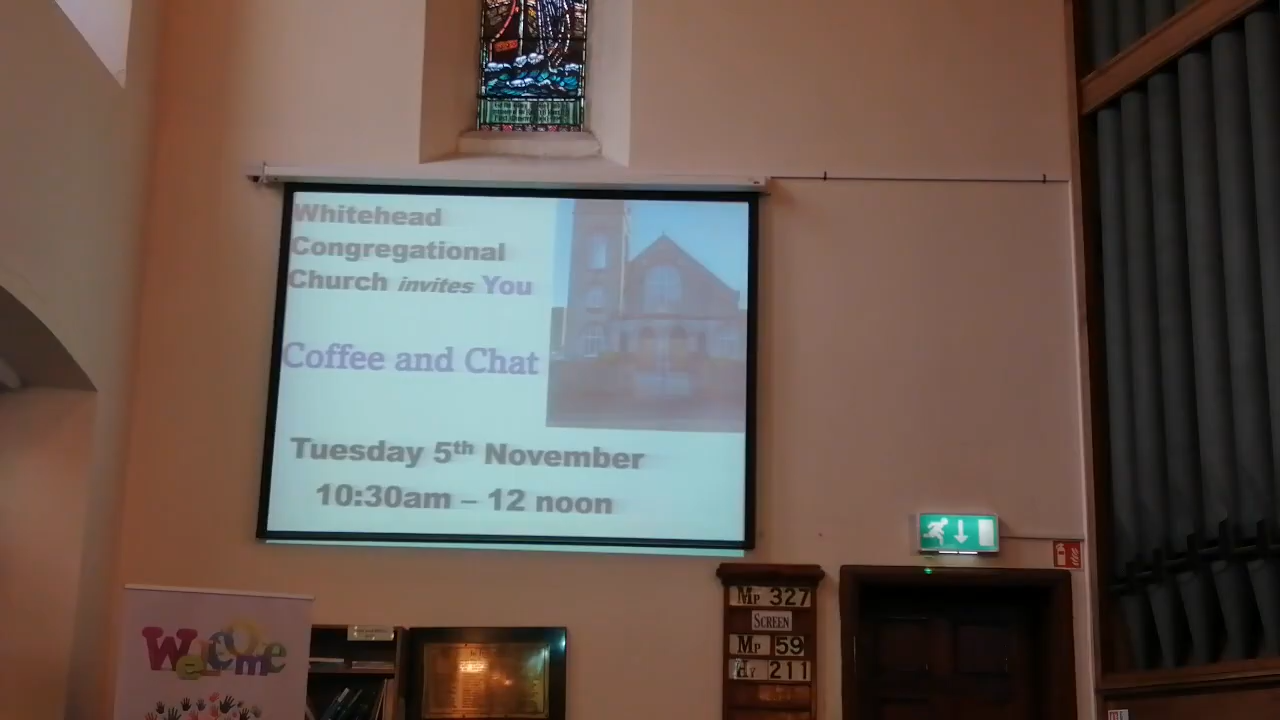 Whitehead
Congregational
Church invites You
Coffee and Chat
Tuesday 5th November
10:30am – 12 noon
Welcome
MP 327
SCREEN
MP 59
HY 211